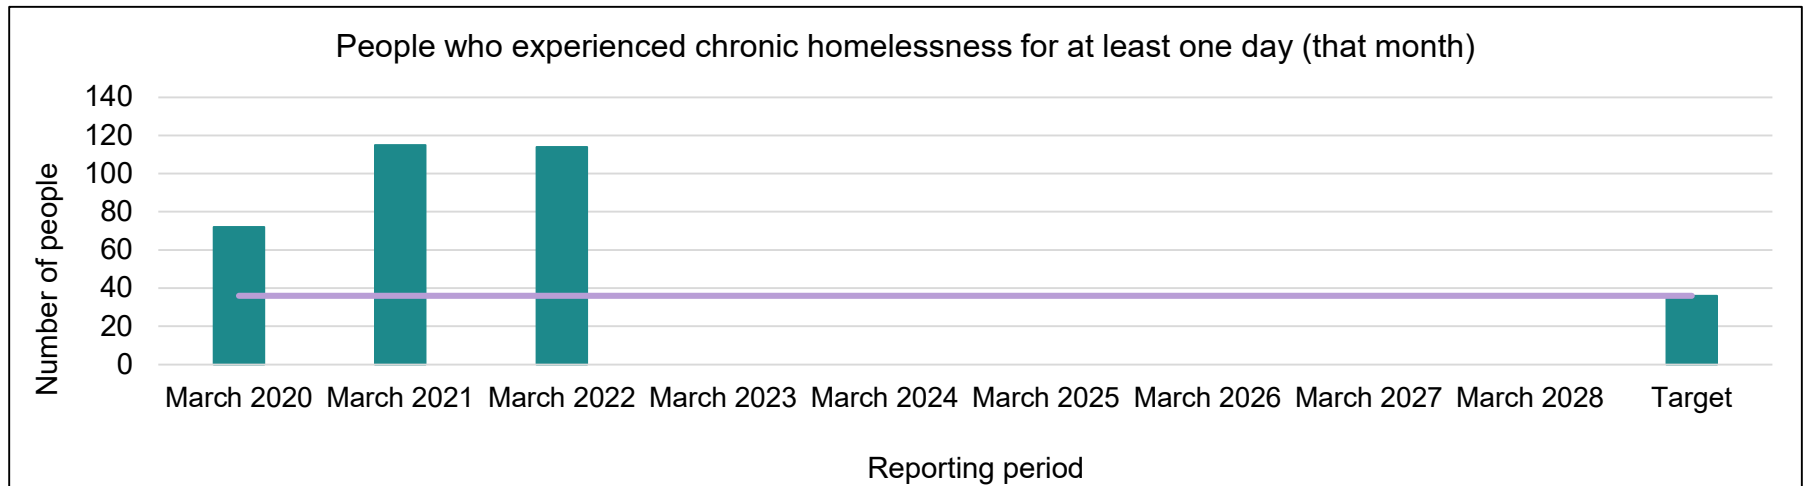 People who experienced chronic homelessness for at least one day (that month)
Number of people
140
120
100
80
60
40
20
0
March 2020 March 2021 March 2022 March 2023 March 2024 March 2025 March 2026 March 2027 March 2028 Target
Reporting period